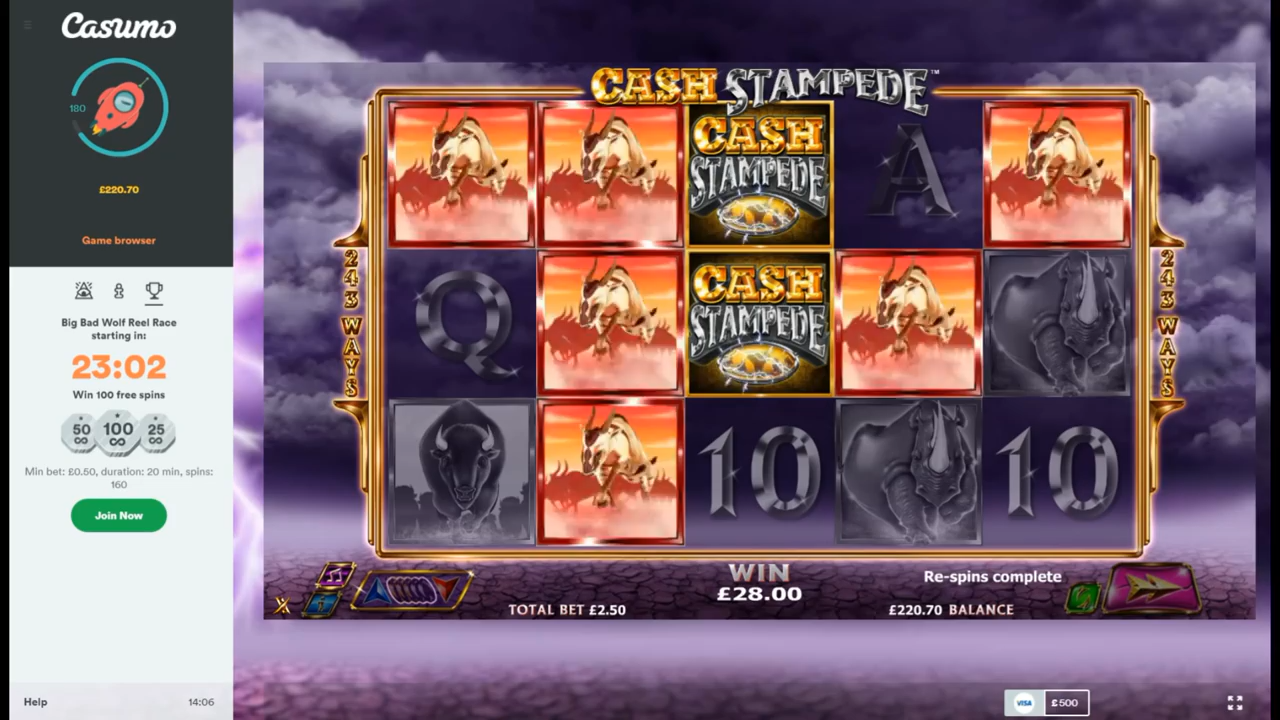 Casumo
180
£220.70
Game browser
Big Bad Wolf Reel Race
starting in:
23:02
Win 100 free spins
50 100 25
Min bet: £0.50, duration: 20 min, spins:
160
Join Now
Help
14:06
CASH STAMPEDE™
CASH
STAMPEDE
A
243 WAYS
243 WAYS
Q
CASH
STAMPEDE
10
10
WIN
£28.00
Re-spins complete
TOTAL BET £2.50
£220.70 BALANCE
VISA
£500